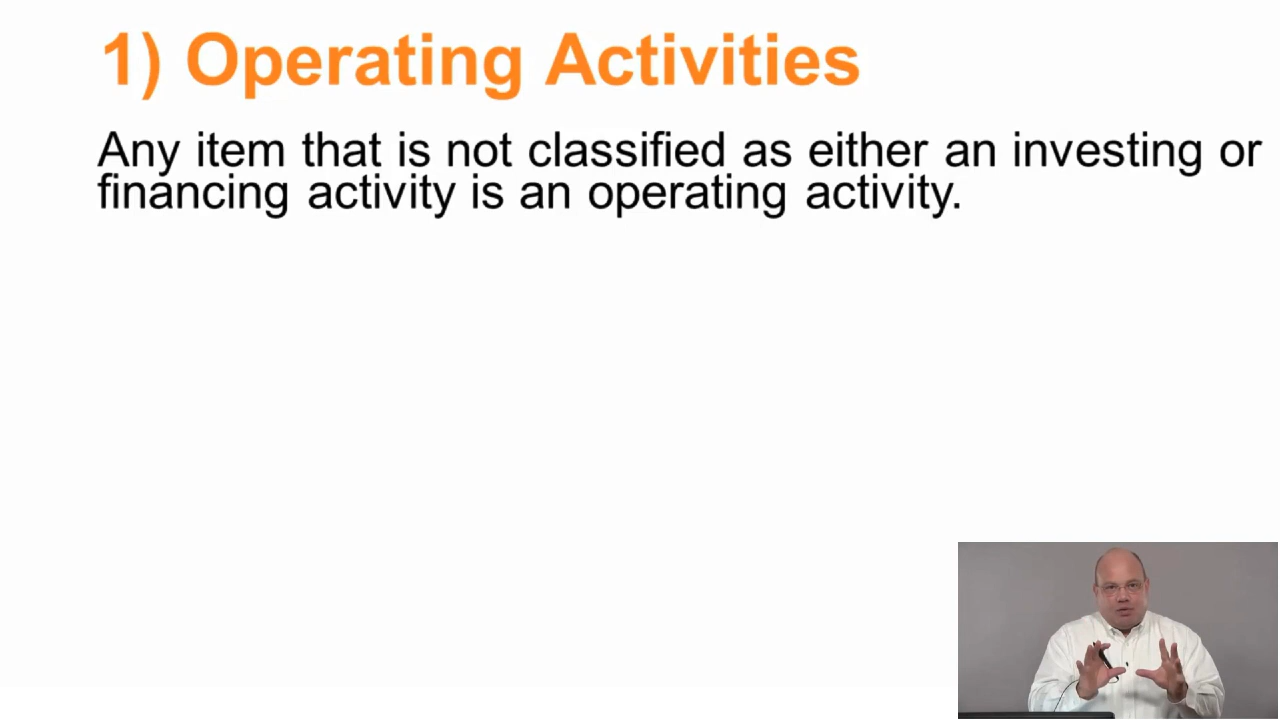 1) Operating Activities
Any item that is not classified as either an investing or
financing activity is an operating activity.